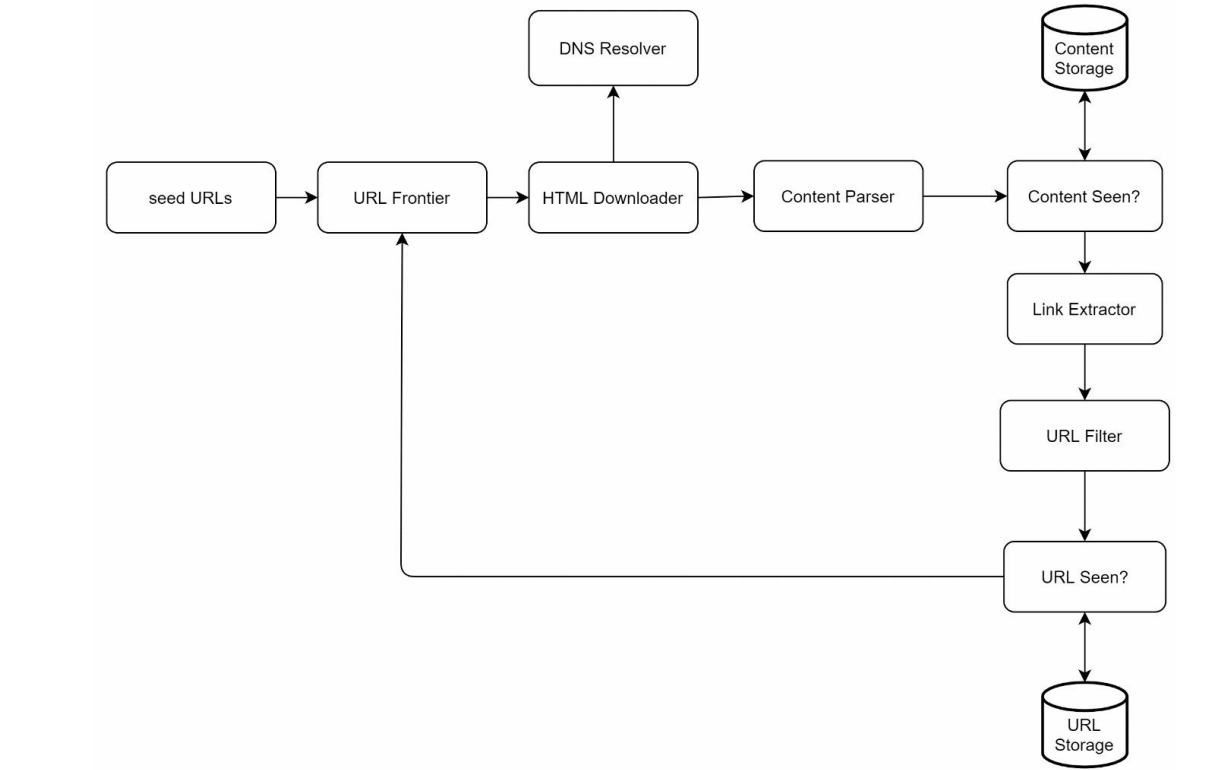 DNS Resolver
Content
Storage
seed URLs
URL Frontier
HTML Downloader
Content Parser
Content Seen?
Link Extractor
URL Filter
URL Seen?
URL
Storage